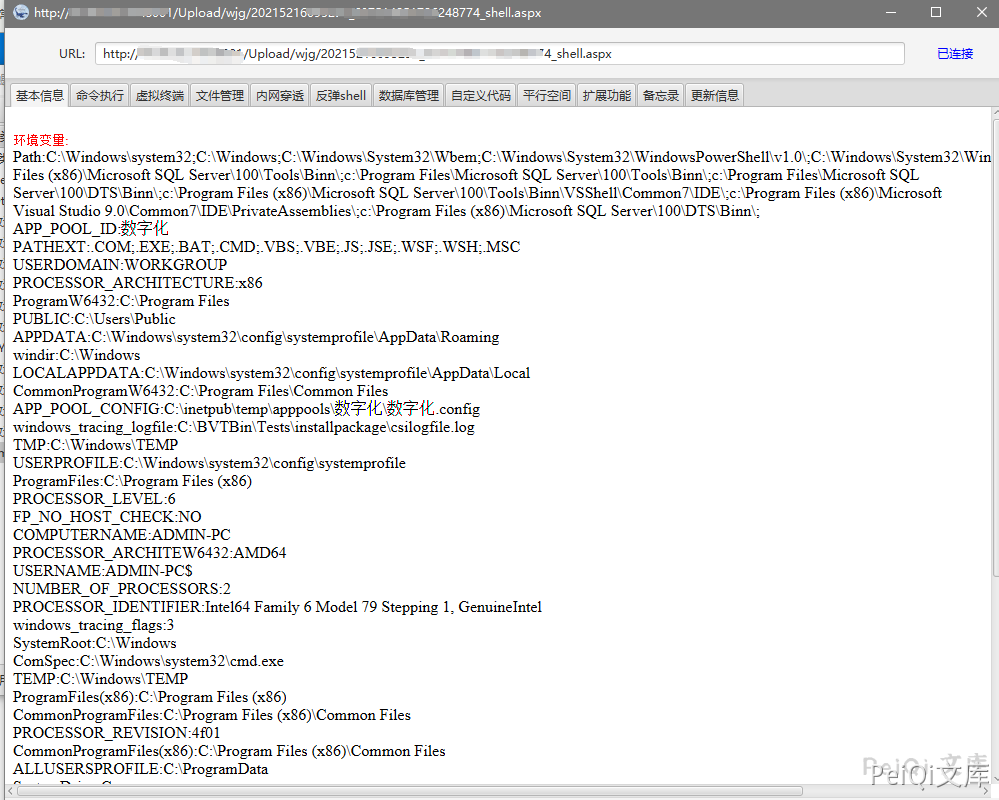 /Upload/wjg/20215216
248774_shell.aspx
URL:
/Upload/wjg/202152
_shell.aspx
已连接
基本信息 命令执行 虚拟终端 文件管理 内网穿透 反弹shell 数据库管理 自定义代码 平行空间 扩展功能 备忘录 更新信息
环境变量:
Path:C:\Windows\system32;C:\Windows;C:\Windows\System32\Wbem;C:\Windows\System32\WindowsPowerShell\v1.0\;C:\Windows\System32\Win
Files (x86)\Microsoft SQL Server\100\Tools\Binn\;c:\Program Files\Microsoft SQL Server\100\Tools\Binn\;c:\Program Files\Microsoft SQL
Server\100\DTS\Binn\;c:\Program Files (x86)\Microsoft SQL Server\100\Tools\Binn\VSShell\Common7\IDE\;c:\Program Files (x86)\Microsoft
Visual Studio 9.0\Common7\IDE\PrivateAssemblies\;c:\Program Files (x86)\Microsoft SQL Server\100\DTS\Binn\;
APP_POOL_ID:数字化
PATHEXT:.COM;.EXE;.BAT;.CMD;.VBS;.VBE;.JS;.JSE;.WSF;.WSH;.MSC
USERDOMAIN:WORKGROUP
PROCESSOR_ARCHITECTURE:x86
ProgramW6432:C:\Program Files
PUBLIC:C:\Users\Public
APPDATA:C:\Windows\system32\config\systemprofile\AppData\Roaming
windir:C:\Windows
LOCALAPPDATA:C:\Windows\system32\config\systemprofile\AppData\Local
CommonProgramW6432:C:\Program Files\Common Files
APP_POOL_CONFIG:C:\inetpub\temp\apppools\数字化\数字化.config
windows_tracing_logfile:C:\BVTBin\Tests\installpackage\csilogfile.log
TMP:C:\Windows\TEMP
USERPROFILE:C:\Windows\system32\config\systemprofile
ProgramFiles:C:\Program Files (x86)
PROCESSOR_LEVEL:6
FP_NO_HOST_CHECK:NO
COMPUTERNAME:ADMIN-PC
PROCESSOR_ARCHITEW6432:AMD64
USERNAME:ADMIN-PC$
NUMBER_OF_PROCESSORS:2
PROCESSOR_IDENTIFIER:Intel64 Family 6 Model 79 Stepping 1, GenuineIntel
windows_tracing_flags:3
SystemRoot:C:\Windows
ComSpec:C:\Windows\system32\cmd.exe
TEMP:C:\Windows\TEMP
ProgramFiles(x86):C:\Program Files (x86)
CommonProgramFiles:C:\Program Files (x86)\Common Files
PROCESSOR_REVISION:4f01
CommonProgramFiles(x86):C:\Program Files (x86)\Common Files
ALLUSERSPROFILE:C:\ProgramData
PeiQi文库
PeiQi文库